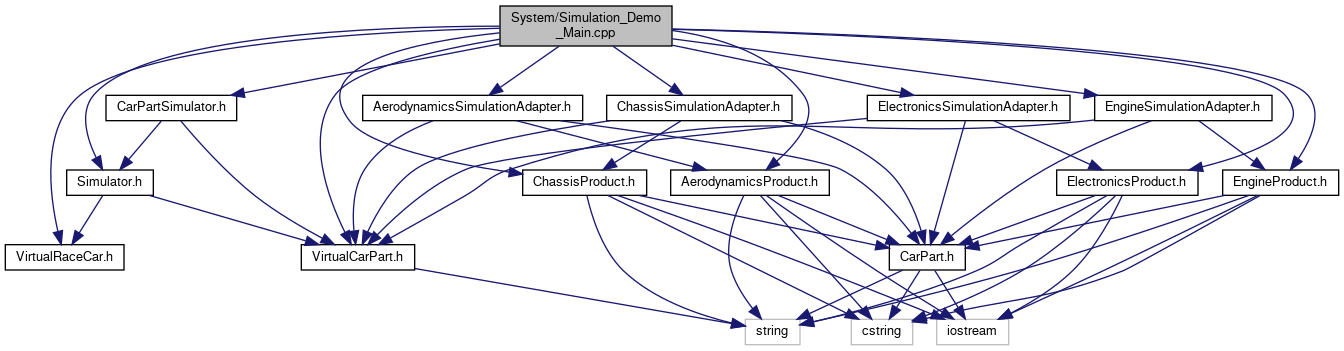 System/Simulation_Demo
_Main.cpp
CarPartSimulator.h
AerodynamicsSimulationAdapter.h
ChassisSimulationAdapter.h
ElectronicsSimulationAdapter.h
EngineSimulationAdapter.h
Simulator.h
ChassisProduct.h
AerodynamicsProduct.h
ElectronicsProduct.h
EngineProduct.h
VirtualRaceCar.h
VirtualCarPart.h
CarPart.h
string
cstring
iostream